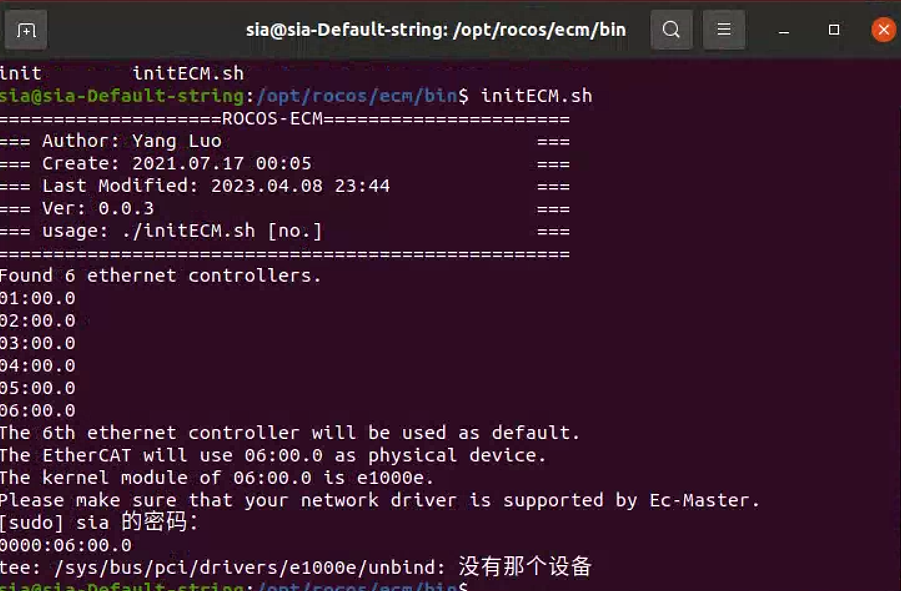 sia@sia-Default-string: /opt/rocos/ecm/bin
init initECM.sh
sia@sia-Default-string:/opt/rocos/ecm/bin$ initECM.sh
=====================ROCOS-ECM======================
=== Author: Yang Luo ===
=== Create: 2021.07.17 00:05 ===
=== Last Modified: 2023.04.08 23:44 ===
=== Ver: 0.0.3 ===
=== usage: ./initECM.sh [no.] ===
====================================================
Found 6 ethernet controllers.
01:00.0
02:00.0
03:00.0
04:00.0
05:00.0
06:00.0
The 6th ethernet controller will be used as default.
The EtherCAT will use 06:00.0 as physical device.
The kernel module of 06:00.0 is e1000e.
Please make sure that your network driver is supported by Ec-Master.
[sudo] sia 的密码：
0000:06:00.0
tee: /sys/bus/pci/drivers/e1000e/unbind: 没有那个设备
sia@sia-Default-string:/opt/rocos/ecm/bin$